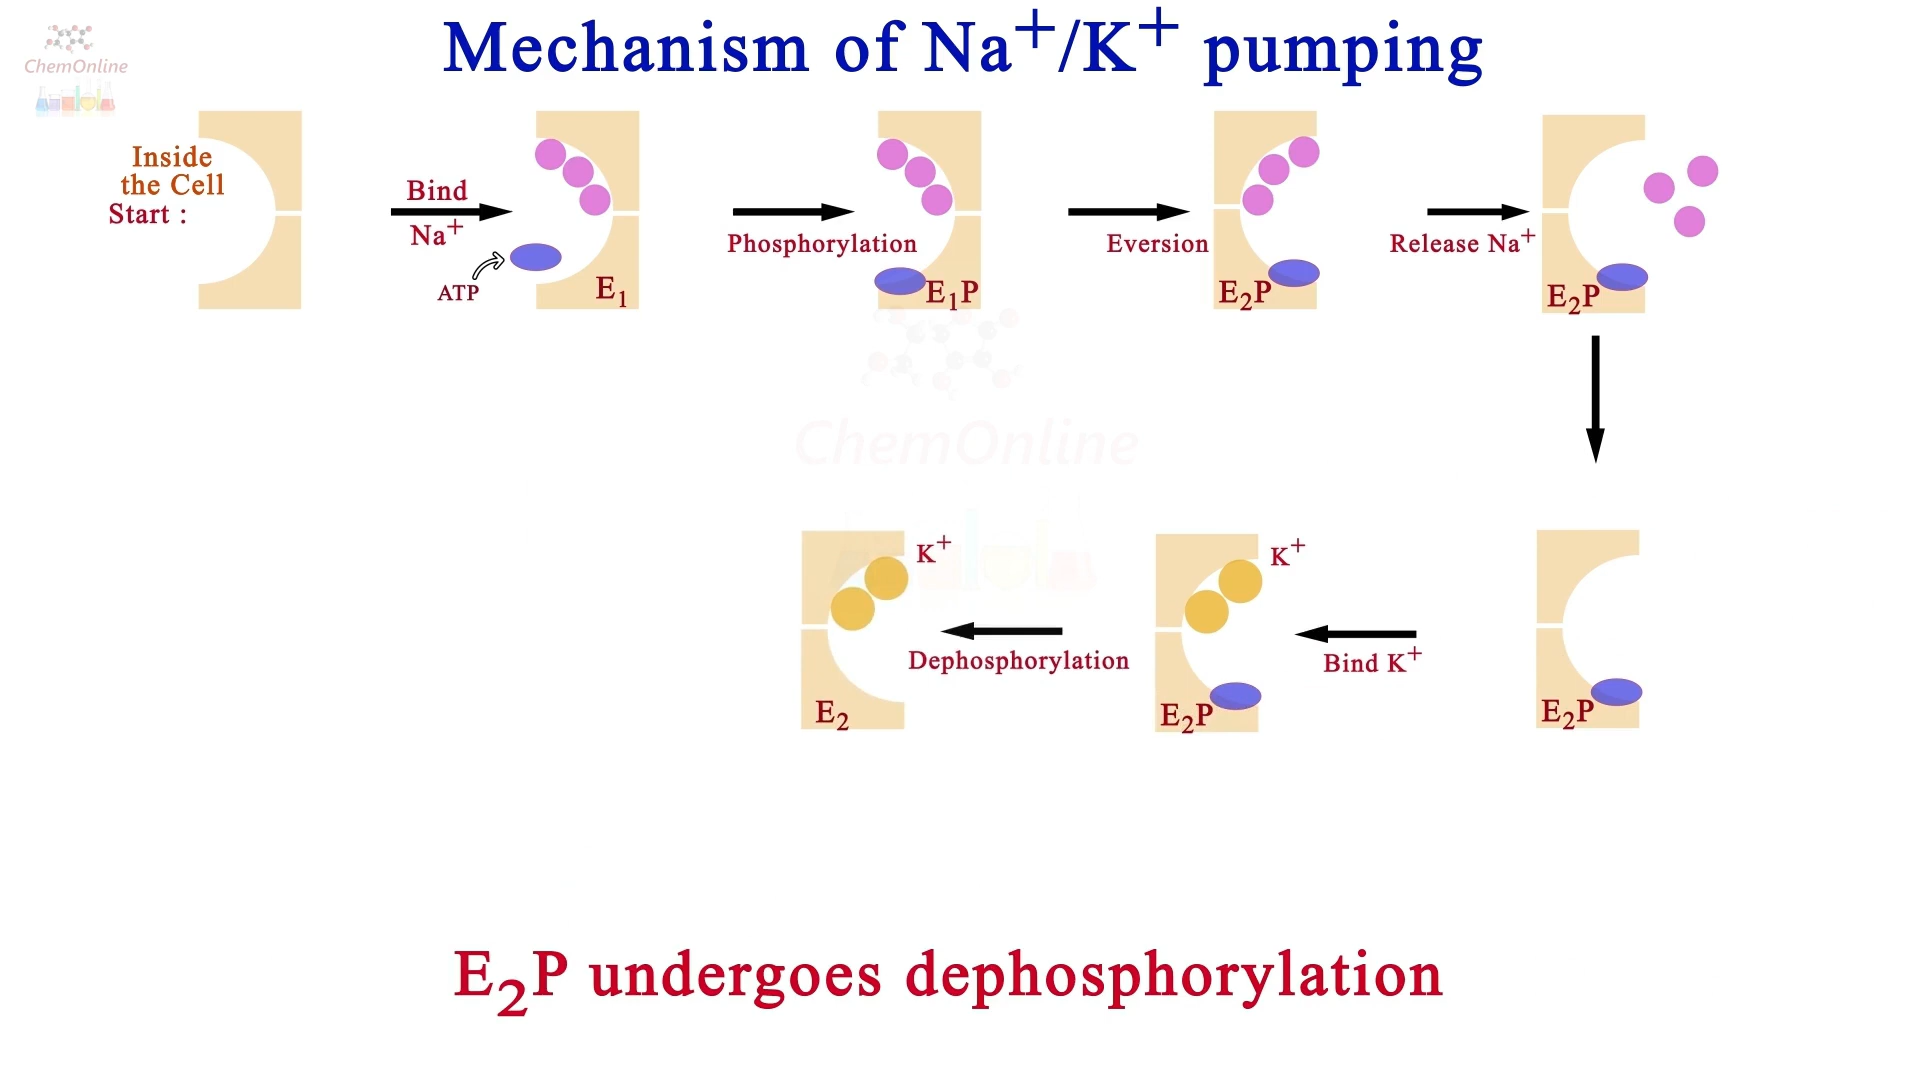 Mechanism of Na⁺/K⁺ pumping
ChemOnline
Inside
the Cell
Start :
Bind
Na⁺
ATP
E₁
Phosphorylation
E₁P
Eversion
E₂P
Release Na⁺
E₂P
ChemOnline
K⁺
E₂
Dephosphorylation
K⁺
E₂P
Bind K⁺
E₂P
E₂P undergoes dephosphorylation